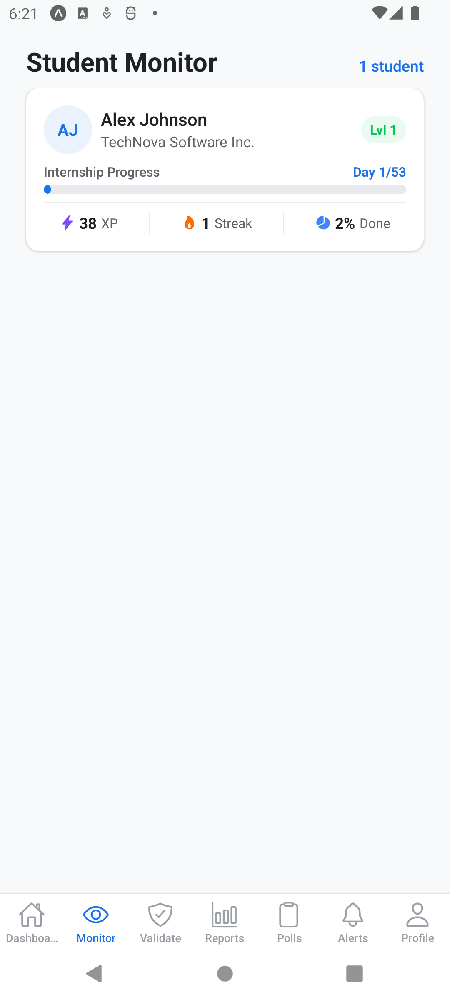 6:21
Student Monitor
1 student
AJ
Alex Johnson
TechNova Software Inc.
Lvl 1
Internship Progress
Day 1/53
38 XP
1 Streak
2% Done
Dashboa...
Monitor
Validate
Reports
Polls
Alerts
Profile